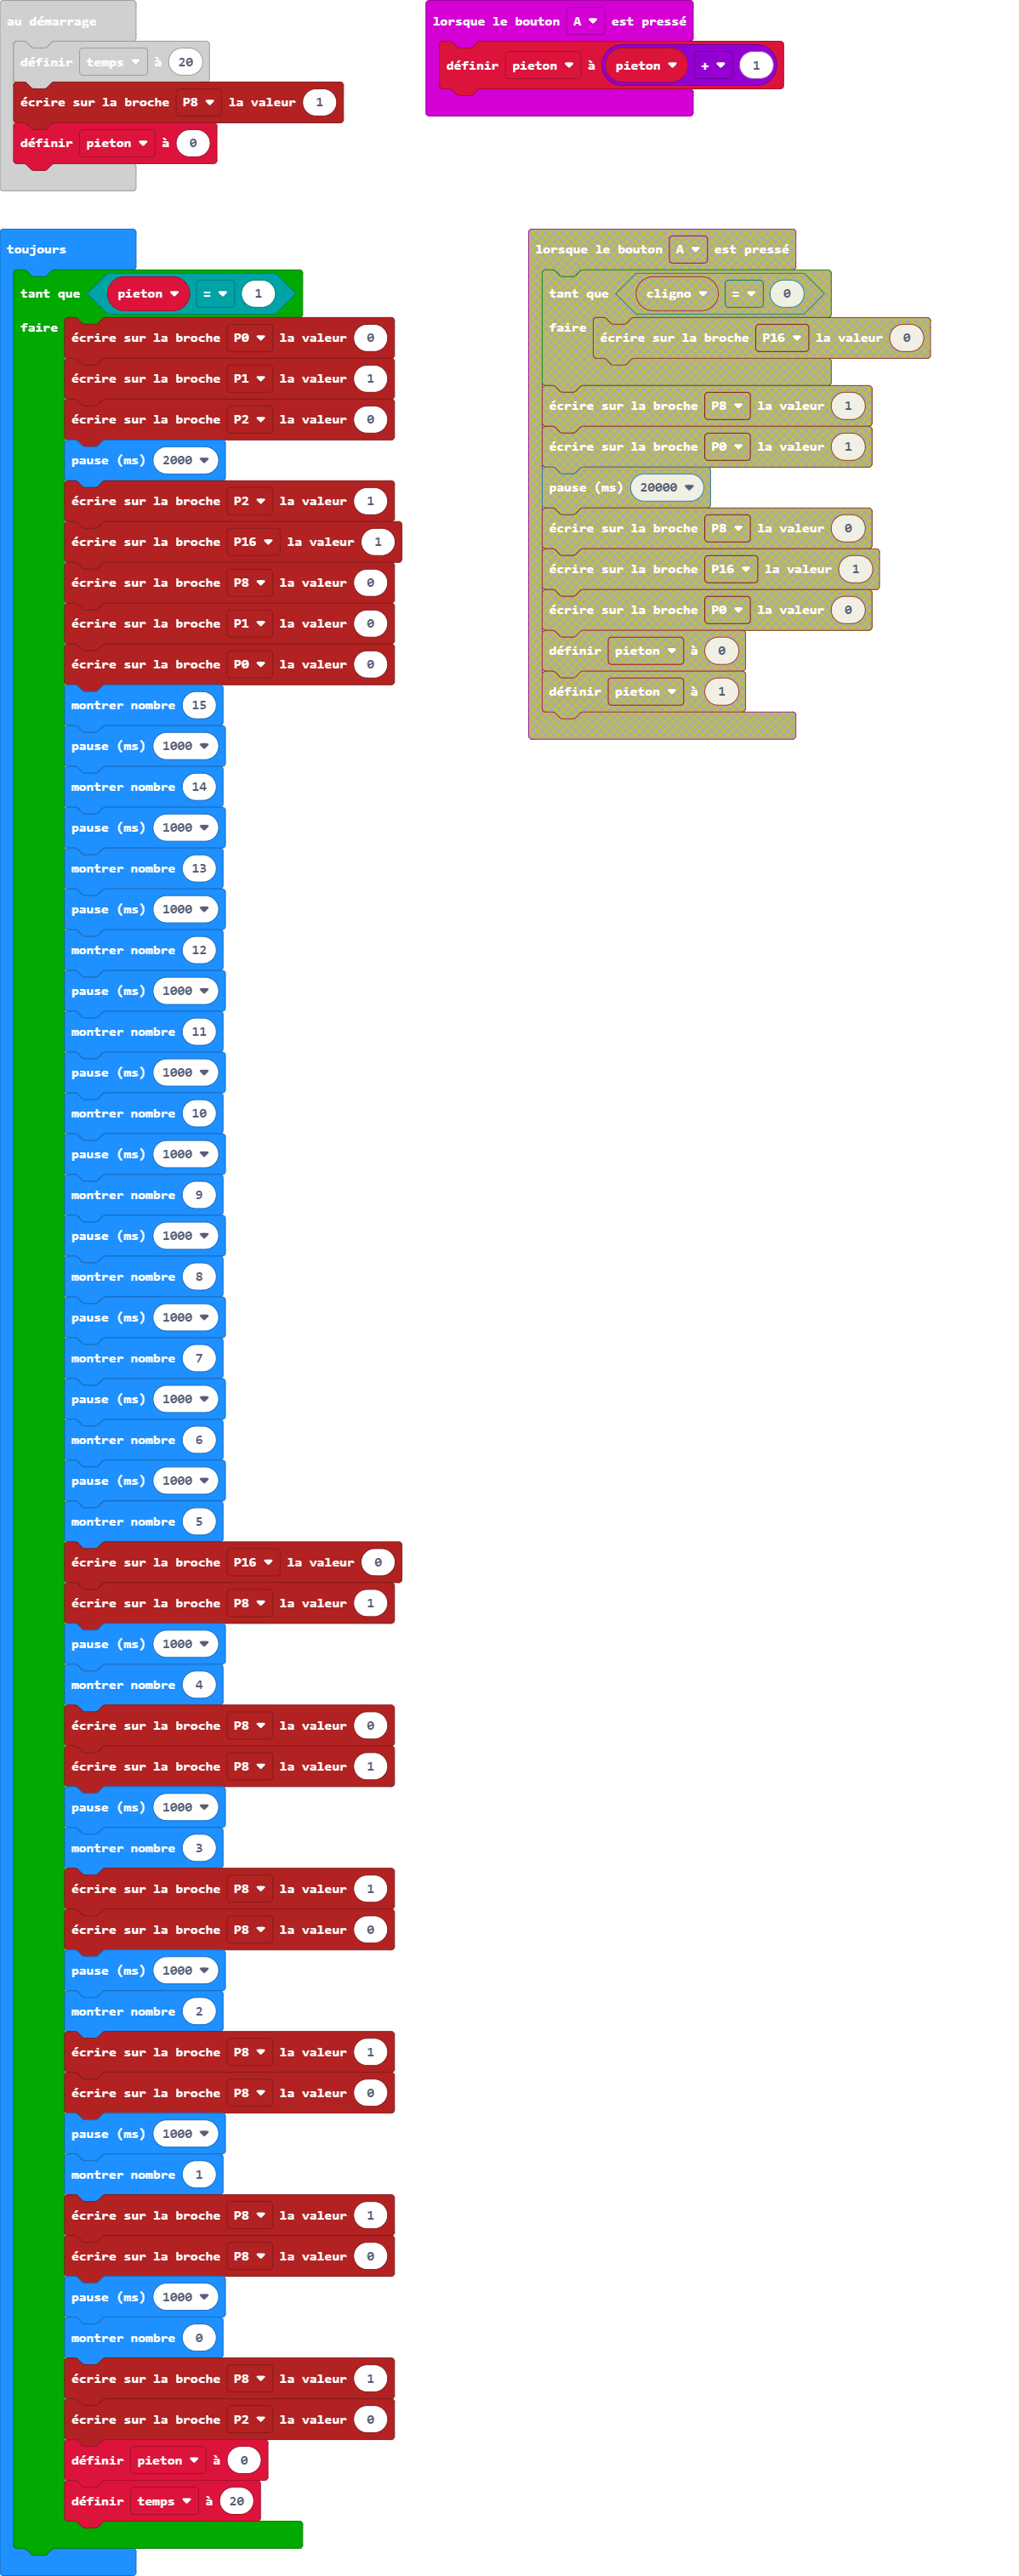 au démarrage
définir temps à 20
écrire sur la broche P8 la valeur 1
définir pieton à 0
lorsque le bouton A est pressé
définir pieton à pieton + 1
toujours
tant que pieton = 1
faire
écrire sur la broche P0 la valeur 0
écrire sur la broche P1 la valeur 1
écrire sur la broche P2 la valeur 0
pause (ms) 2000
écrire sur la broche P2 la valeur 1
écrire sur la broche P16 la valeur 1
écrire sur la broche P8 la valeur 0
écrire sur la broche P1 la valeur 0
écrire sur la broche P0 la valeur 0
montrer nombre 15
pause (ms) 1000
montrer nombre 14
pause (ms) 1000
montrer nombre 13
pause (ms) 1000
montrer nombre 12
pause (ms) 1000
montrer nombre 11
pause (ms) 1000
montrer nombre 10
pause (ms) 1000
montrer nombre 9
pause (ms) 1000
montrer nombre 8
pause (ms) 1000
montrer nombre 7
pause (ms) 1000
montrer nombre 6
pause (ms) 1000
montrer nombre 5
écrire sur la broche P16 la valeur 0
écrire sur la broche P8 la valeur 1
pause (ms) 1000
montrer nombre 4
écrire sur la broche P8 la valeur 0
écrire sur la broche P8 la valeur 1
pause (ms) 1000
montrer nombre 3
écrire sur la broche P8 la valeur 1
écrire sur la broche P8 la valeur 0
pause (ms) 1000
montrer nombre 2
écrire sur la broche P8 la valeur 1
écrire sur la broche P8 la valeur 0
pause (ms) 1000
montrer nombre 1
écrire sur la broche P8 la valeur 1
écrire sur la broche P8 la valeur 0
pause (ms) 1000
montrer nombre 0
écrire sur la broche P8 la valeur 1
écrire sur la broche P2 la valeur 0
définir pieton à 0
définir temps à 20
lorsque le bouton A est pressé
tant que cligno = 0
faire
écrire sur la broche P16 la valeur 0
écrire sur la broche P8 la valeur 1
écrire sur la broche P0 la valeur 1
pause (ms) 20000
écrire sur la broche P8 la valeur 0
écrire sur la broche P16 la valeur 1
écrire sur la broche P0 la valeur 0
définir pieton à 0
définir pieton à 1